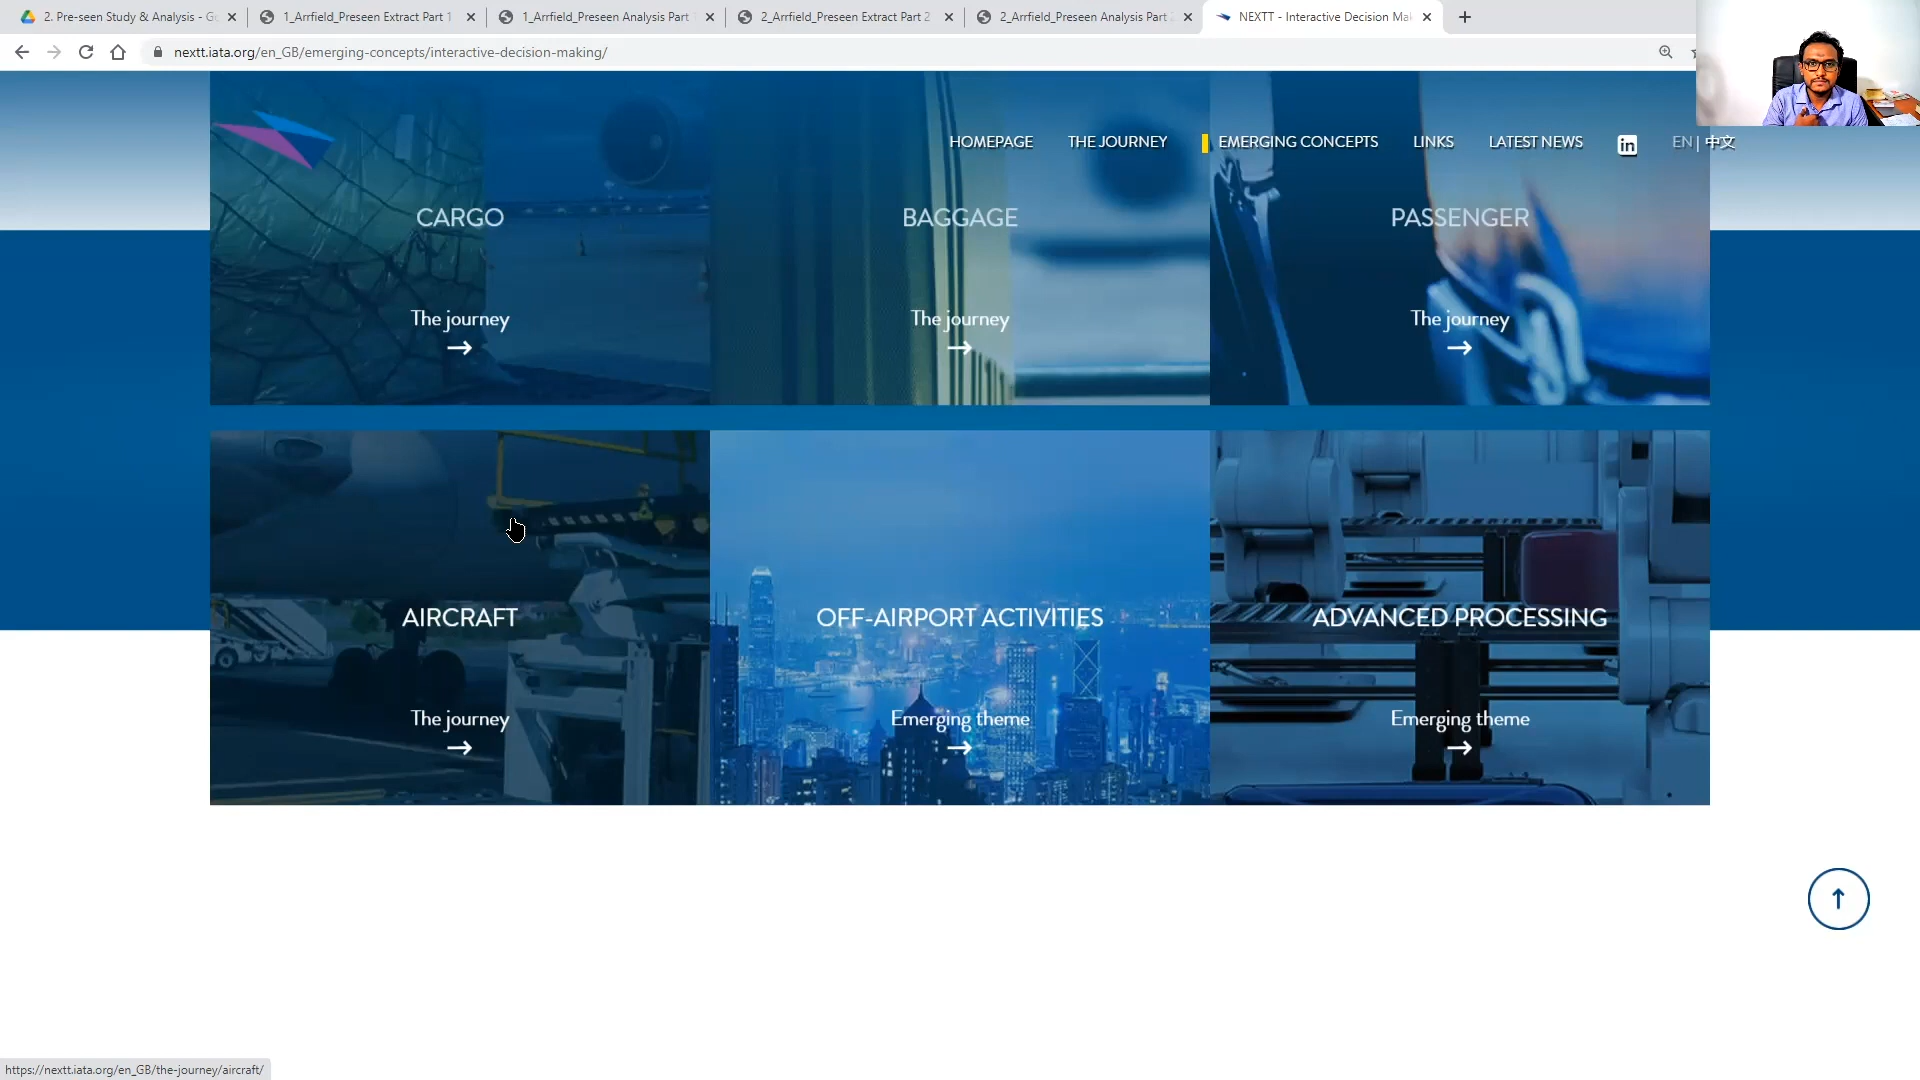 2. Pre-seen Study & Analysis - Go
1_Arrfield_Preseen Extract Part 1
1_Arrfield_Preseen Analysis Part
2_Arrfield_Preseen Extract Part 2
2_Arrfield_Preseen Analysis Part
NEXTT - Interactive Decision Mak
nextt.iata.org/en_GB/emerging-concepts/interactive-decision-making/
HOMEPAGE
THE JOURNEY
EMERGING CONCEPTS
LINKS
LATEST NEWS
in
EN | 中文
CARGO
The journey
BAGGAGE
The journey
PASSENGER
The journey
AIRCRAFT
The journey
OFF-AIRPORT ACTIVITIES
Emerging theme
ADVANCED PROCESSING
Emerging theme
https://nextt.iata.org/en_GB/the-journey/aircraft/